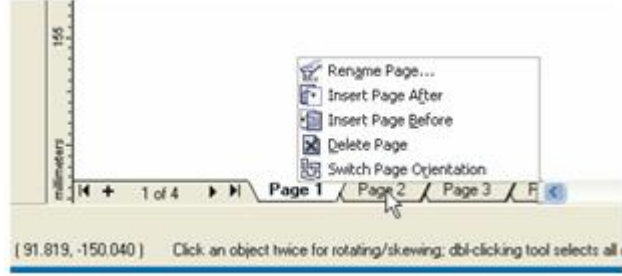 155
Rename Page...
Insert Page After
Insert Page Before
Delete Page
Switch Page Orientation
millimeters
1 of 4 Page 1 Page 2 Page 3
( 91.819, -150.040 ) Click an object twice for rotating/skewing; dbl-clicking tool selects all